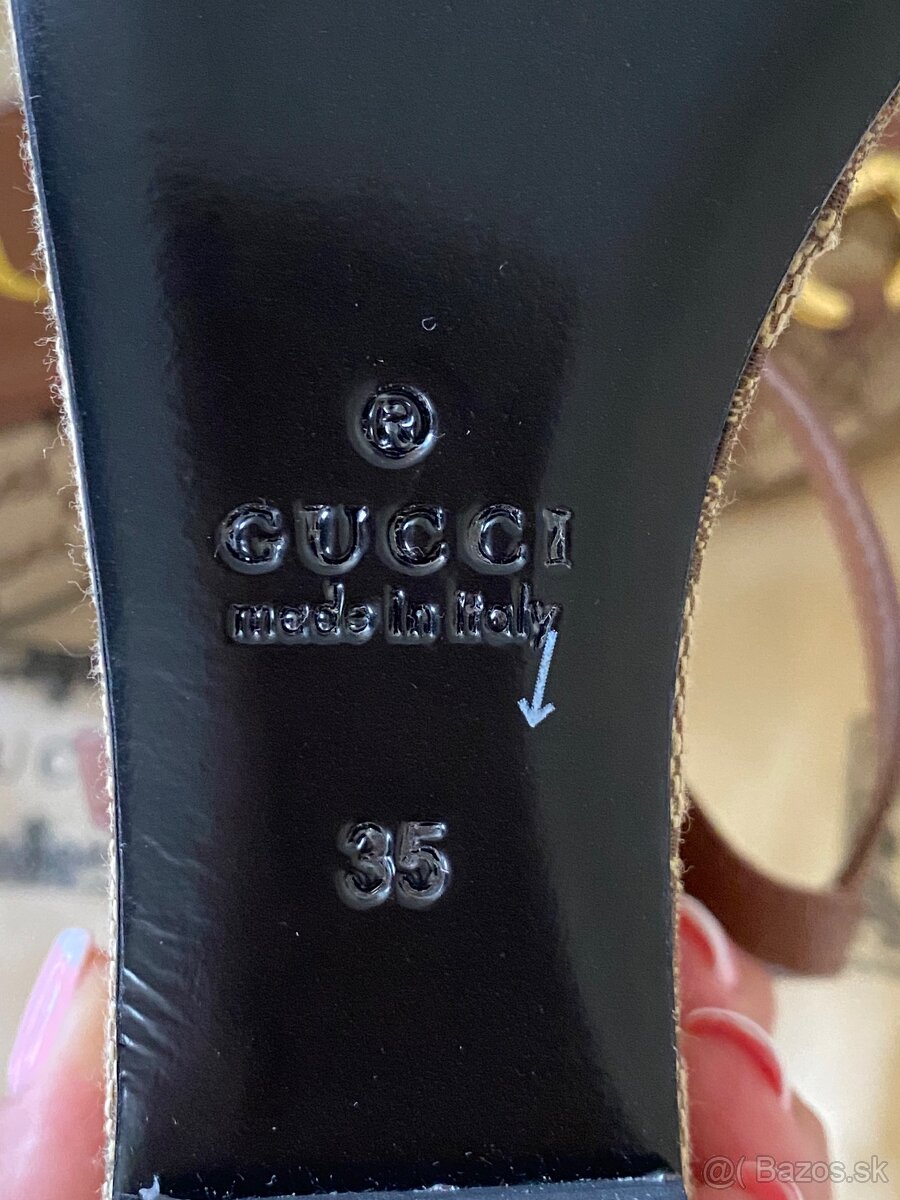 ®
GUCCI
made in Italy
35
@( Bazos.sk